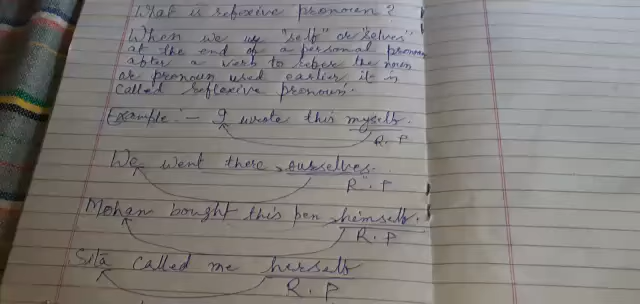 What is reflexive pronoun?
When we use "self" or "selves"
at the end of a personal pronoun
after a verb to refer the noun
or pronoun used earlier it is
called reflexive pronoun.
Example:- I wrote this myself.
R.P
We went there ourselves.
R.P
Mohan bought this pen himself.
R.P
Sita called me herself
R.P